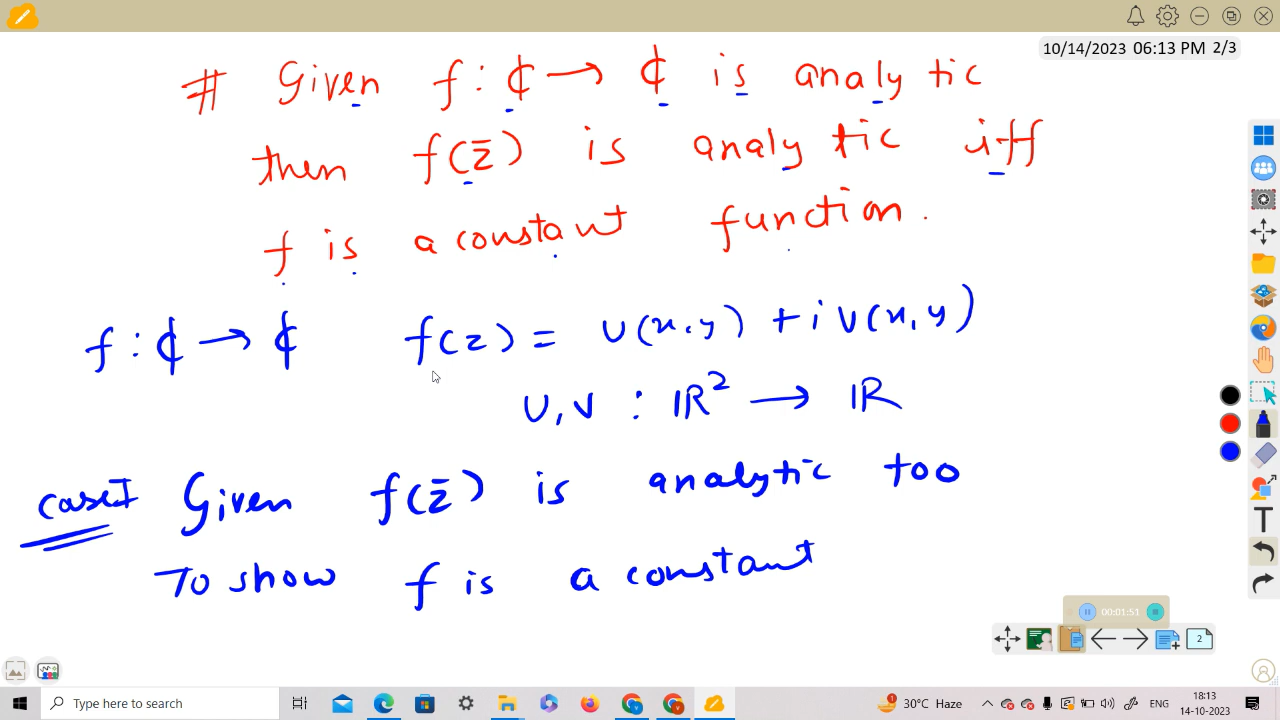 10/14/2023 06:13 PM 2/3
# Given f : ₵ → ₵ is analytic
then f(z̄) is analytic iff
f is a constant function.
f : ₵ → ₵ f(z) = U(x,y) + i V(x,y)
U, V : ℝ² → ℝ
Case I Given f(z̄) is analytic too
To show f is a constant
00:01:51
T
2
Type here to search
30°C Haze
ENG
18:13
14-10-2023
1